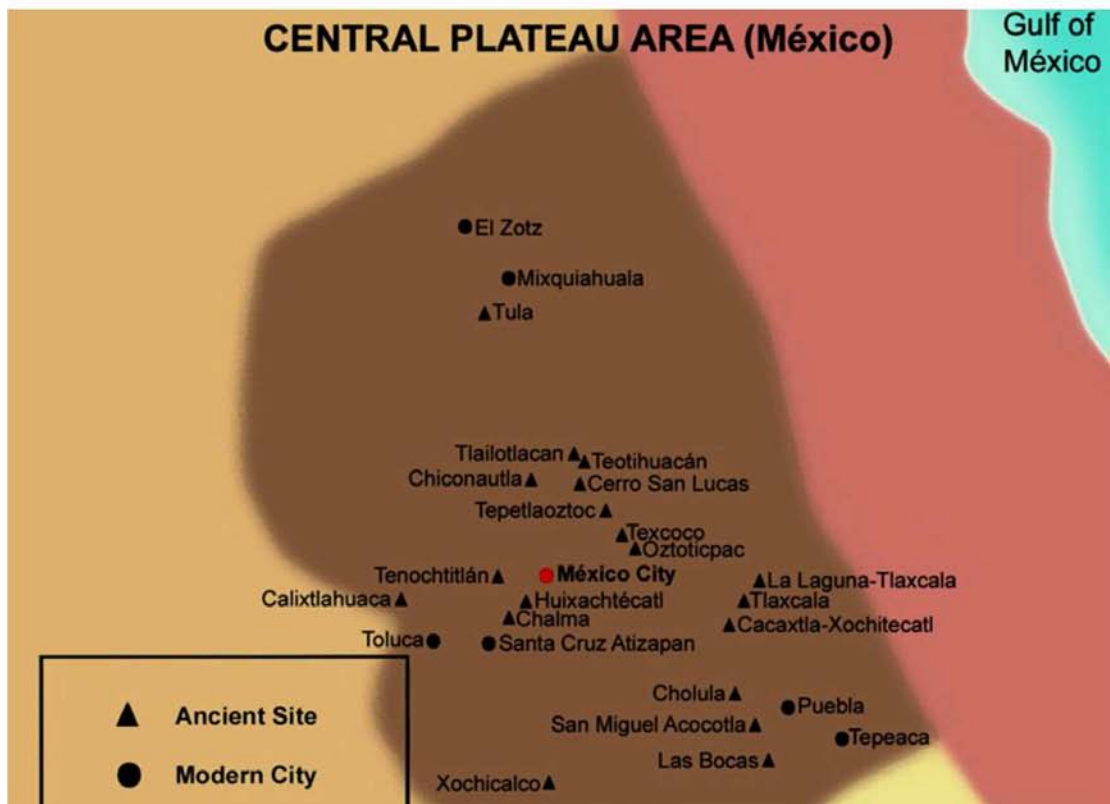 CENTRAL PLATEAU AREA (México)
Gulf of
México
El Zotz
Mixquiahuala
Tula
Tlailotlacan
Teotihuacán
Chiconautla
Cerro San Lucas
Tepetlaoztoc
Texcoco
Oztoticpac
Tenochtitlán
México City
La Laguna-Tlaxcala
Calixtlahuaca
Huixachtécatl
Tlaxcala
Chalma
Cacaxtla-Xochitecatl
Toluca
Santa Cruz Atizapan
Cholula
Puebla
Ancient Site
San Miguel Acocotla
Tepeaca
Las Bocas
Modern City
Xochicalco